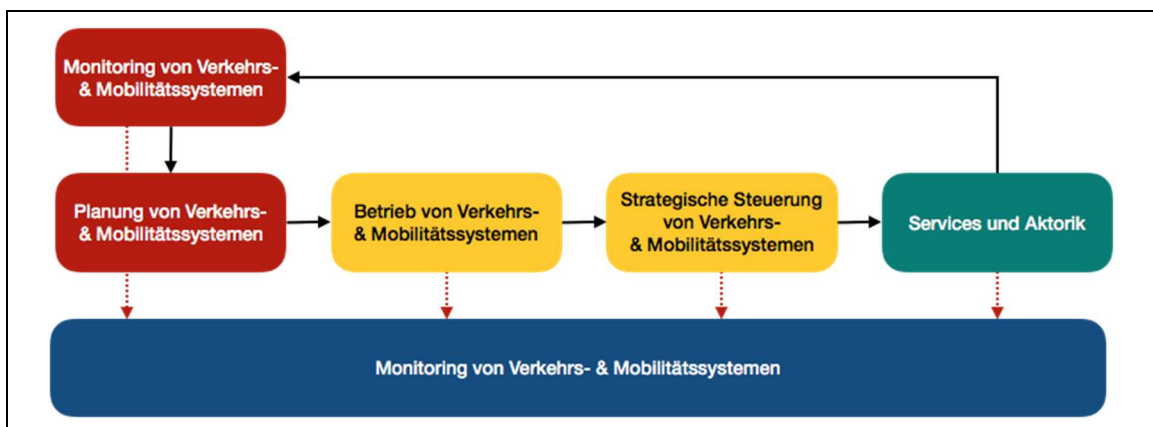 Monitoring von Verkehrs-
& Mobilitätssystemen
Planung von Verkehrs-
& Mobilitätssystemen
Betrieb von Verkehrs-
& Mobilitätssystemen
Strategische Steuerung
von Verkehrs-
& Mobilitätssystemen
Services und Aktorik
Monitoring von Verkehrs- & Mobilitätssystemen